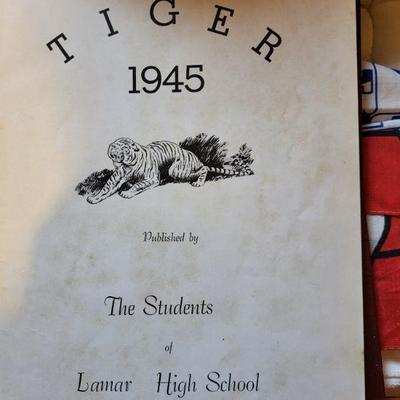 TIGER
1945
Published by
The Students
of
Lamar High School